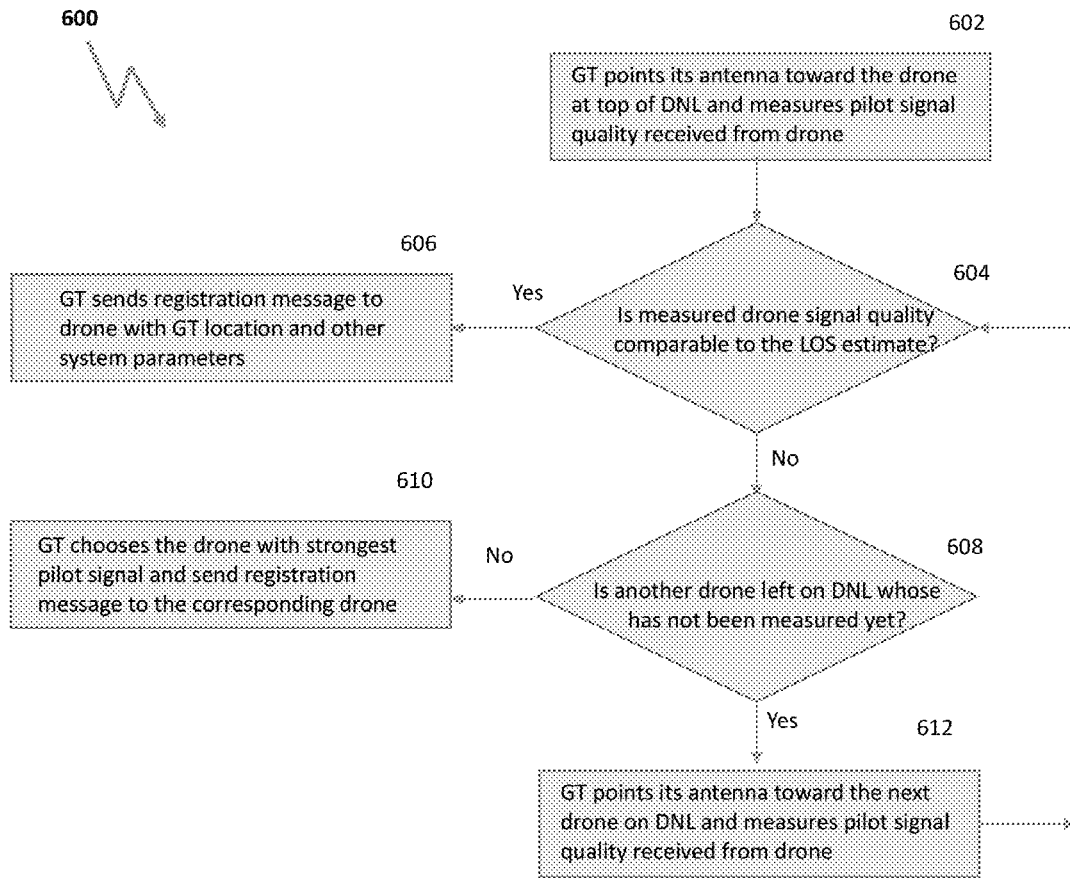 600
602
GT points its antenna toward the drone
at top of DNL and measures pilot signal
quality received from drone
606
604
GT sends registration message to
drone with GT location and other
system parameters
Yes
Is measured drone signal quality
comparable to the LOS estimate?
No
610
608
GT chooses the drone with strongest
pilot signal and send registration
message to the corresponding drone
No
Is another drone left on DNL whose
has not been measured yet?
Yes
612
GT points its antenna toward the next
drone on DNL and measures pilot signal
quality received from drone